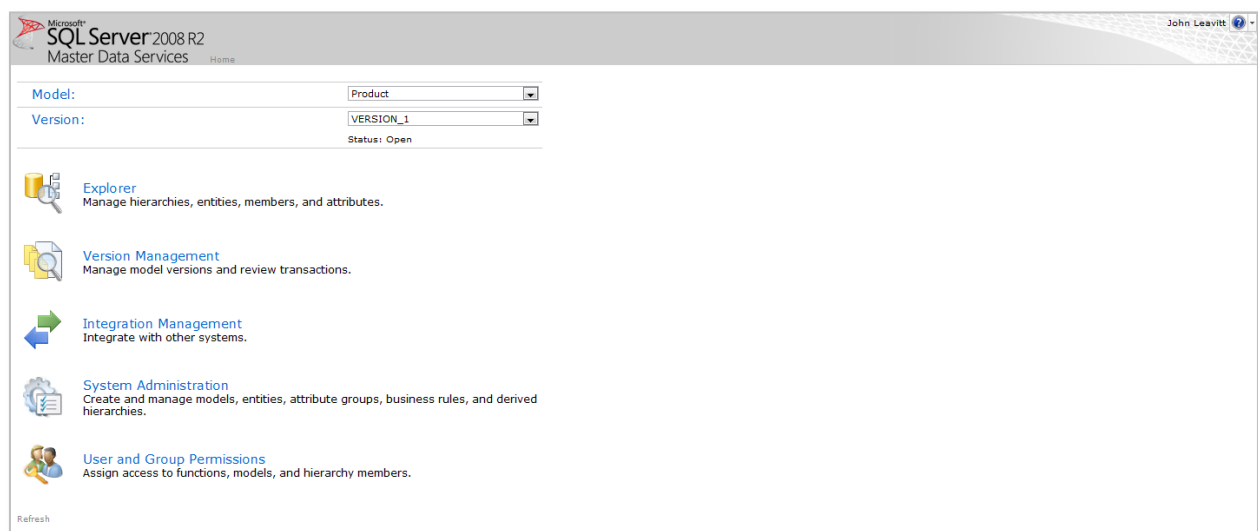 John Leavitt
Microsoft®
SQL Server® 2008 R2
Master Data Services Home
Model: Product
Version: VERSION_1
Status: Open
Explorer
Manage hierarchies, entities, members, and attributes.
Version Management
Manage model versions and review transactions.
Integration Management
Integrate with other systems.
System Administration
Create and manage models, entities, attribute groups, business rules, and derived
hierarchies.
User and Group Permissions
Assign access to functions, models, and hierarchy members.
Refresh